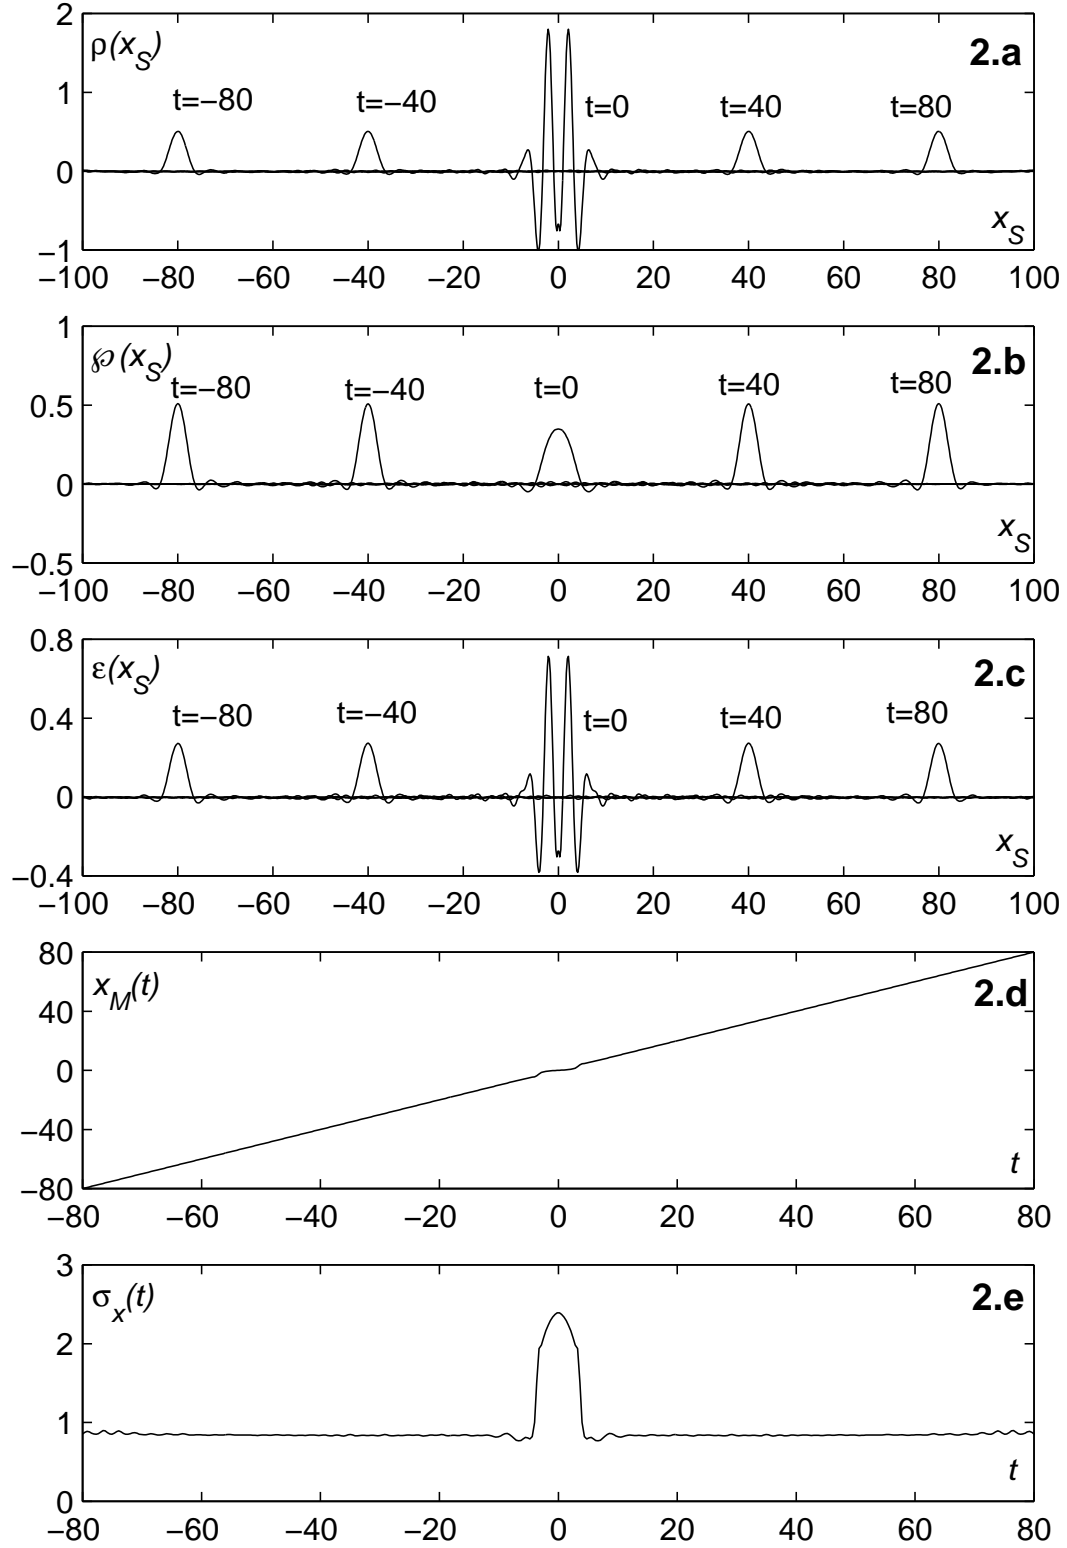 2
ρ(x_S)
2.a
t=−80
t=−40
t=0
t=40
t=80
1
0
x_S
−1
−100 −80 −60 −40 −20 0 20 40 60 80 100
1
℘(x_S)
2.b
t=−80
t=−40
t=0
t=40
t=80
0.5
0
x_S
−0.5
−100 −80 −60 −40 −20 0 20 40 60 80 100
0.8
ε(x_S)
2.c
t=−80
t=−40
t=0
t=40
t=80
0.4
0
x_S
−0.4
−100 −80 −60 −40 −20 0 20 40 60 80 100
80
x_M(t)
2.d
40
0
−40
t
−80
−80 −60 −40 −20 0 20 40 60 80
3
σ_x(t)
2.e
2
1
t
0
−80 −60 −40 −20 0 20 40 60 80